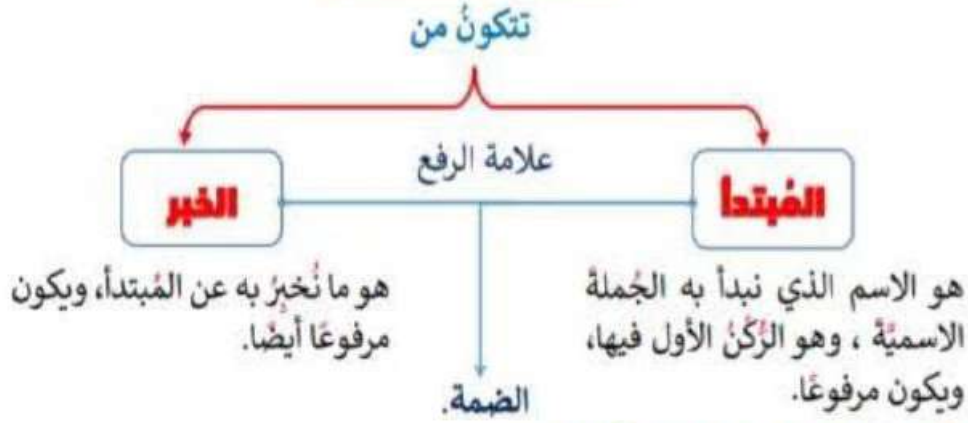 تتكونُ من
علامة الرفع
المُبتدأ
الخبر
هو الاسم الذي نبدأ به الجُملةَ
الاسميَّةَ ، وهو الرُّكْنُ الأول فيها،
ويكون مرفوعًا.
هو ما نُخبِرُ به عن المُبتدأ، ويكون
مرفوعًا أيضًا.
الضمة.